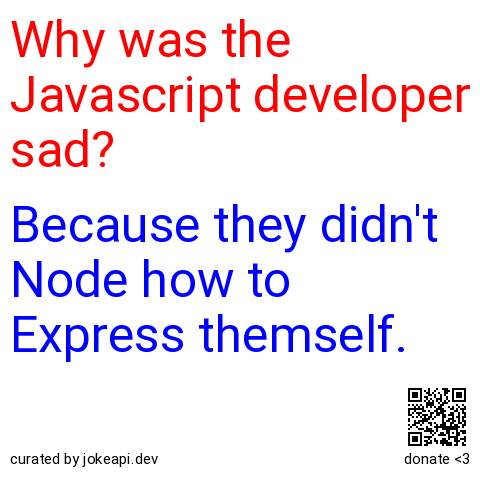 Why was the
Javascript developer
sad?
Because they didn't
Node how to
Express themself.
curated by jokeapi.dev
donate <3